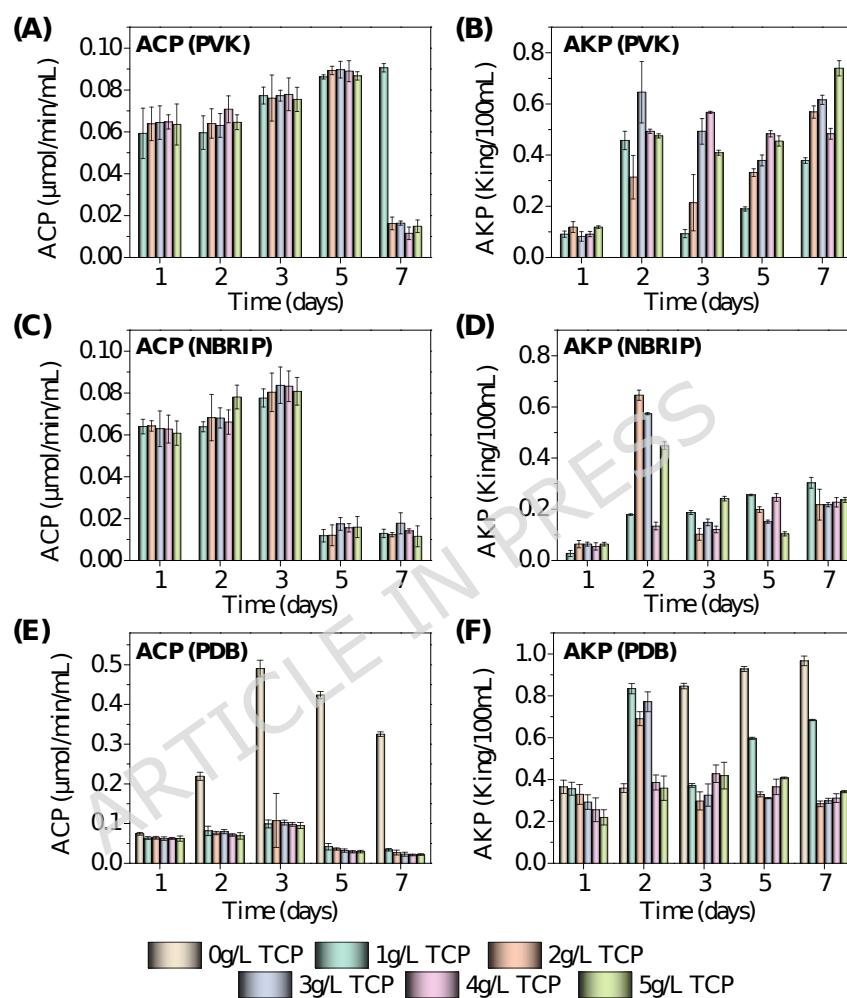 (A) ACP (PVK)
ACP (μmol/min/mL)
0.10
0.08
0.06
0.04
0.02
0.00
1 2 3 5 7
Time (days)
(B) AKP (PVK)
AKP (King/100mL)
0.8
0.6
0.4
0.2
0.0
1 2 3 5 7
Time (days)
(C) ACP (NBRIP)
ACP (μmol/min/mL)
0.10
0.08
0.06
0.04
0.02
0.00
1 2 3 5 7
Time (days)
(D) AKP (NBRIP)
AKP (King/100mL)
0.8
0.6
0.4
0.2
0.0
1 2 3 5 7
Time (days)
(E) ACP (PDB)
ACP (μmol/min/mL)
0.5
0.4
0.3
0.2
0.1
0.0
1 2 3 5 7
Time (days)
(F) AKP (PDB)
AKP (King/100mL)
1.0
0.8
0.6
0.4
0.2
0.0
1 2 3 5 7
Time (days)
0g/L TCP 1g/L TCP 2g/L TCP
3g/L TCP 4g/L TCP 5g/L TCP
ARTICLE IN PRESS